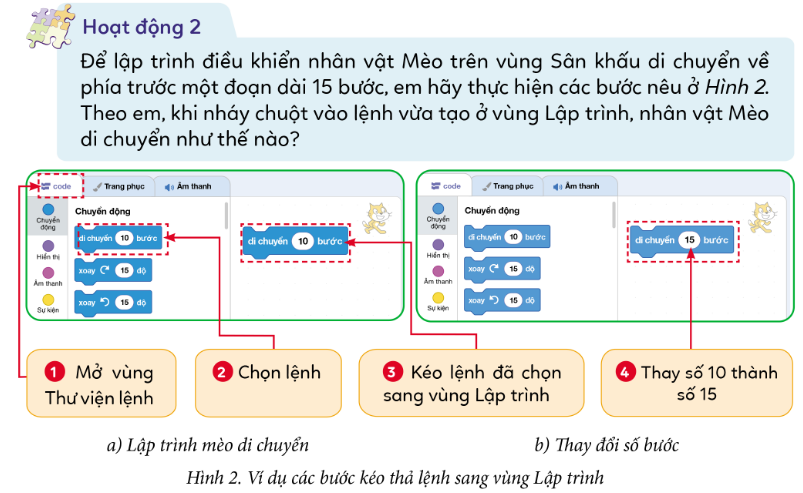 Hoạt động 2
Để lập trình điều khiển nhân vật Mèo trên vùng Sân khấu di chuyển về
phía trước một đoạn dài 15 bước, em hãy thực hiện các bước nêu ở Hình 2.
Theo em, khi nháy chuột vào lệnh vừa tạo ở vùng Lập trình, nhân vật Mèo
di chuyển như thế nào?
code Trang phục Âm thanh
Chuyển động
Chuyển động
di chuyển 10 bước
Hiển thị
xoay 15 độ
Âm thanh
xoay 15 độ
Sự kiện
di chuyển 10 bước
code Trang phục Âm thanh
Chuyển động
Chuyển động
di chuyển 10 bước
Hiển thị
xoay 15 độ
Âm thanh
xoay 15 độ
Sự kiện
di chuyển 15 bước
1 Mở vùng
Thư viện lệnh
2 Chọn lệnh
3 Kéo lệnh đã chọn
sang vùng Lập trình
4 Thay số 10 thành
số 15
a) Lập trình mèo di chuyển
b) Thay đổi số bước
Hình 2. Ví dụ các bước kéo thả lệnh sang vùng Lập trình